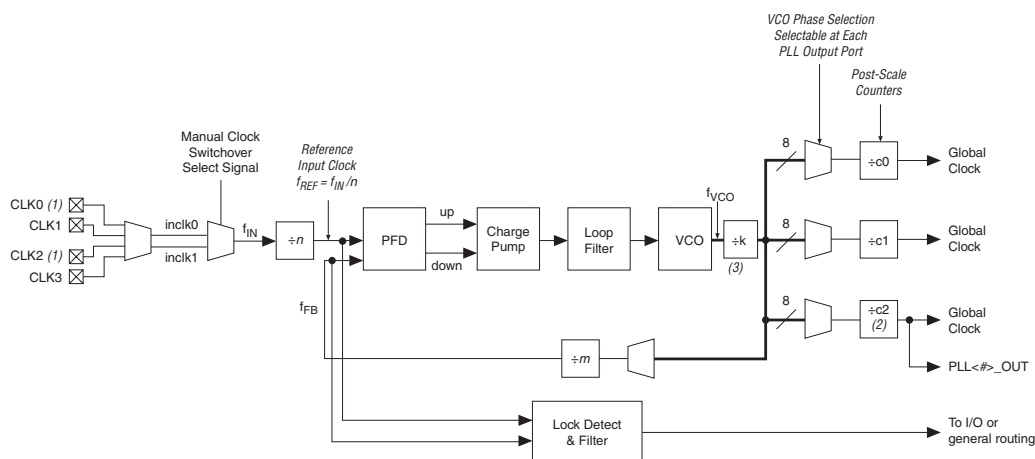 VCO Phase Selection
Selectable at Each
PLL Output Port
Post-Scale
Counters
Manual Clock
Switchover
Select Signal
Reference
Input Clock
fREF = fIN/n
8
÷c0
Global
Clock
CLK0 (1)
CLK1
CLK2 (1)
CLK3
inclk0
inclk1
fIN
÷n
PFD
up
down
Charge
Pump
Loop
Filter
VCO
fVCO
÷k
(3)
8
÷c1
Global
Clock
fFB
8
÷c2
(2)
Global
Clock
÷m
PLL<#>_OUT
Lock Detect
& Filter
To I/O or
general routing